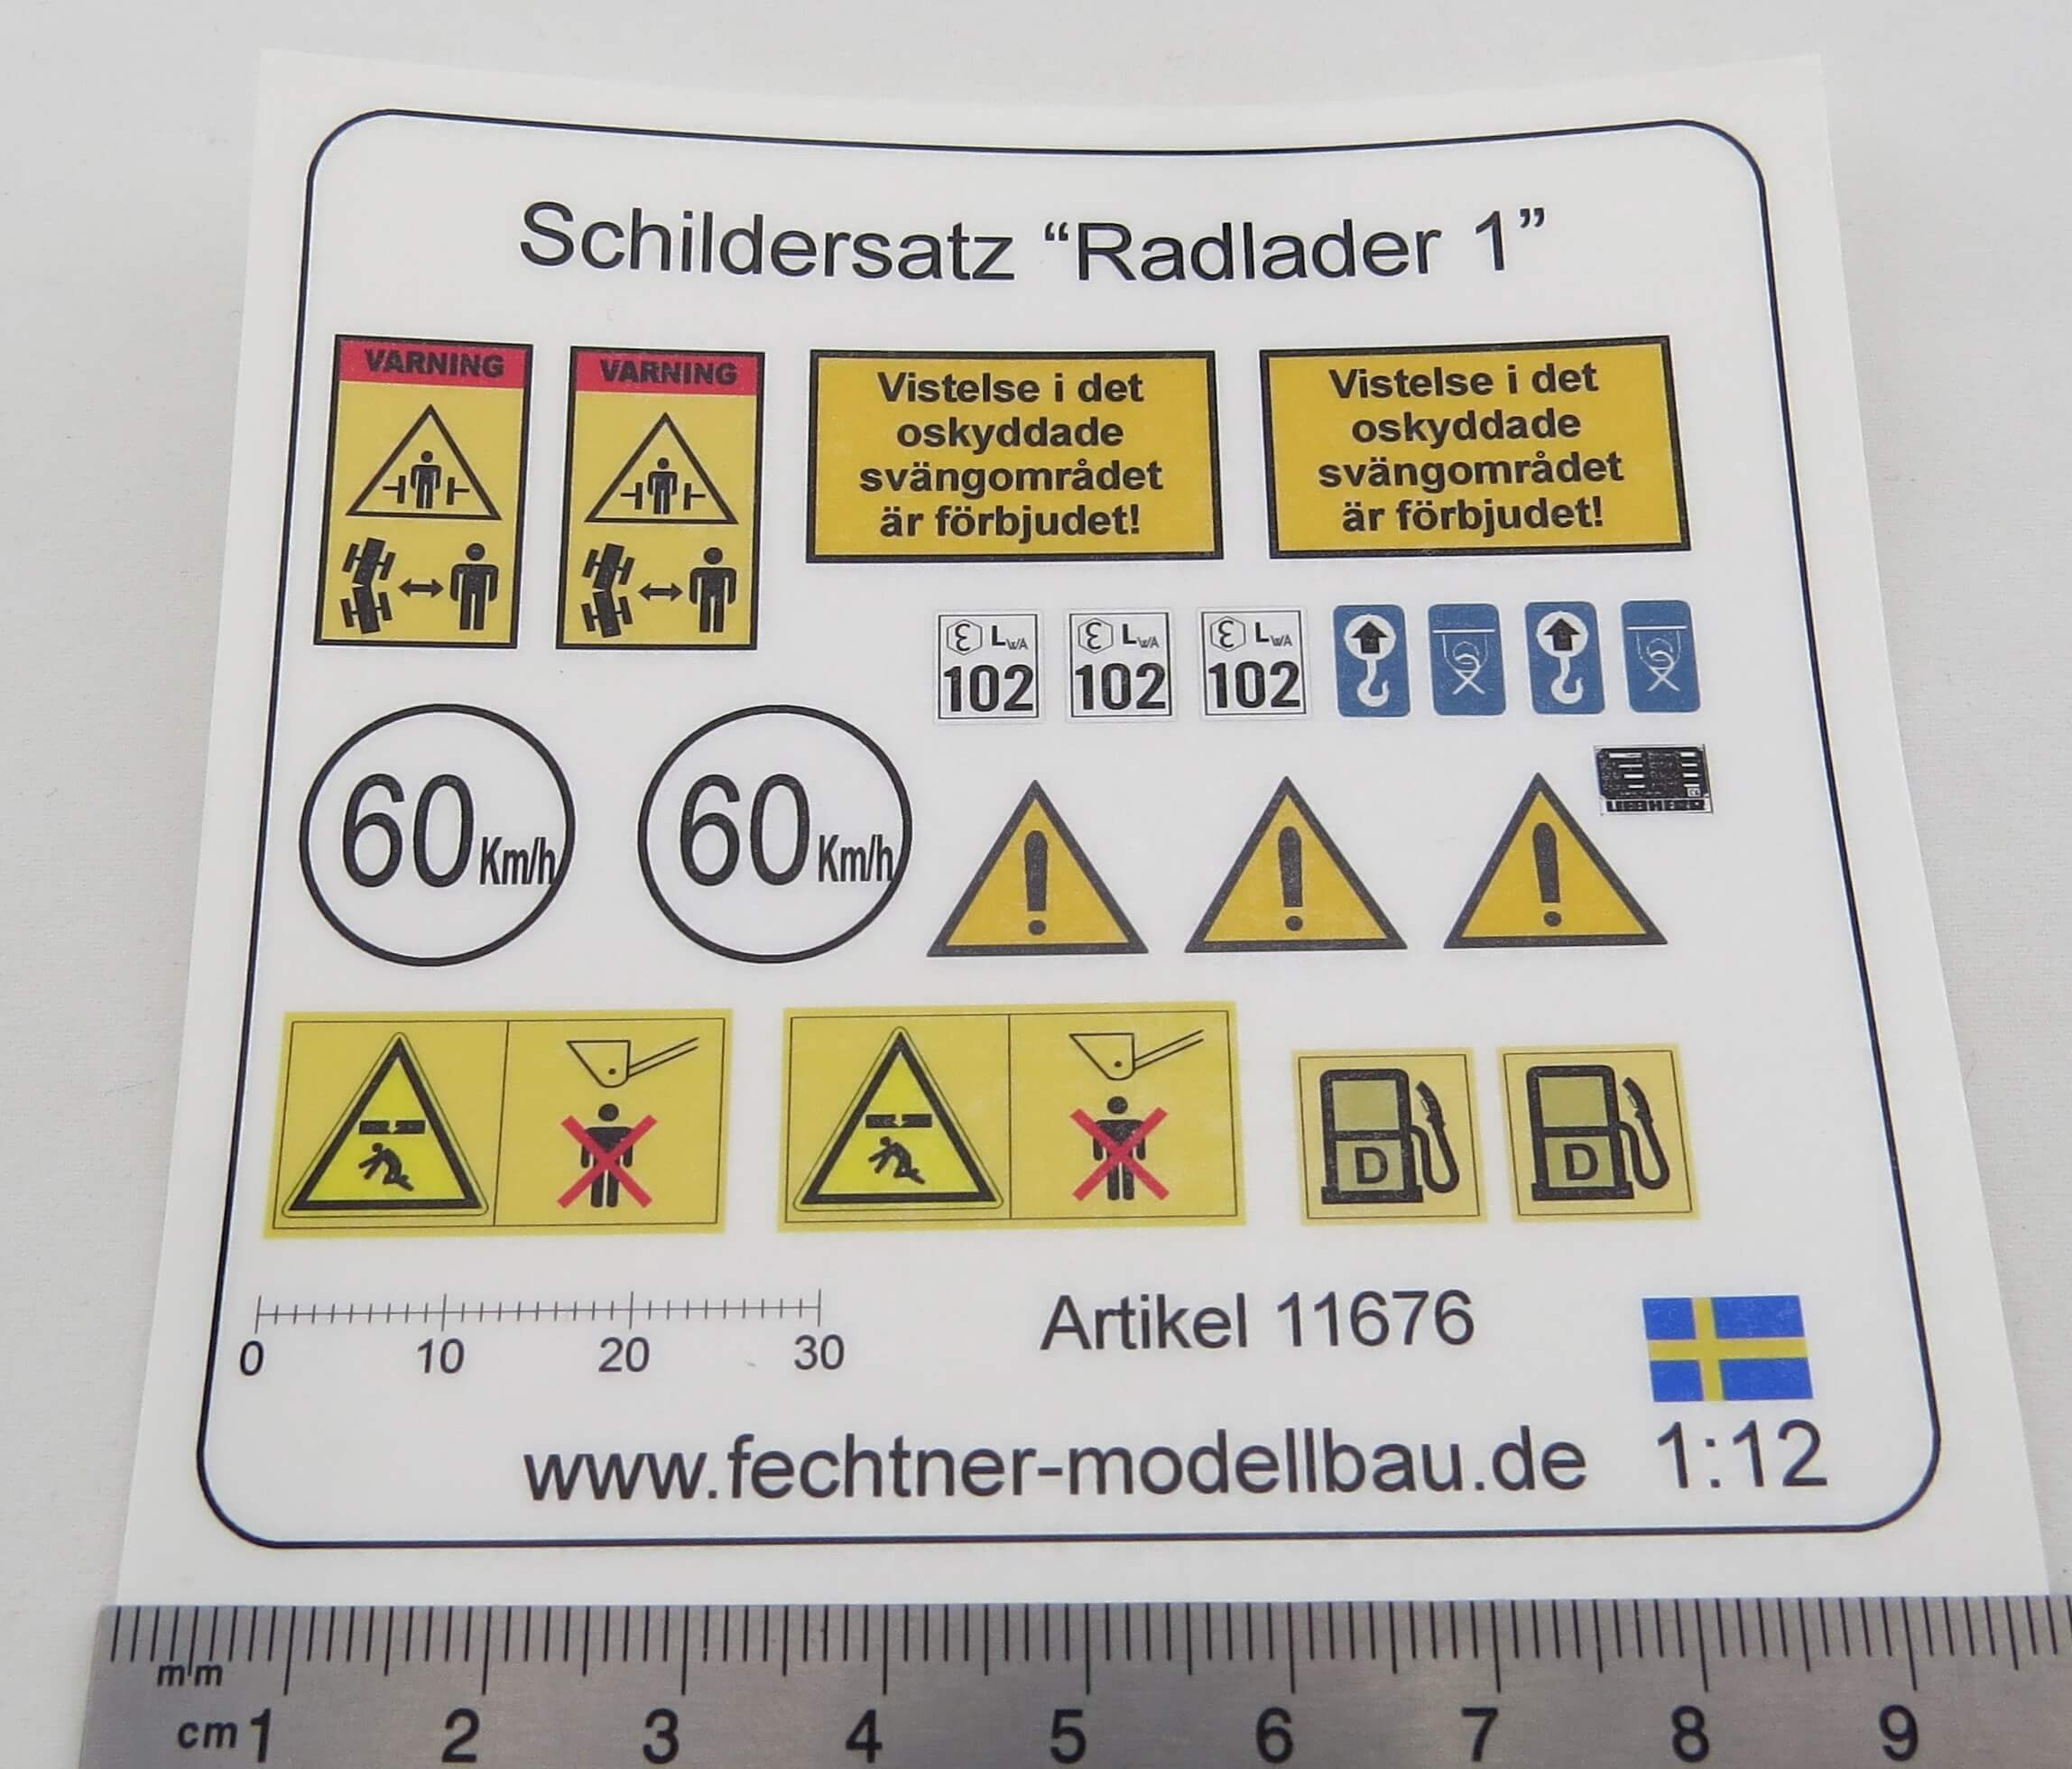 Schildersatz “Radlader 1”
VARNING
VARNING
Vistelse i det
oskyddade
svängområdet
är förbjudet!
Vistelse i det
oskyddade
svängområdet
är förbjudet!
LWA
102
LWA
102
LWA
102
60 Km/h
60 Km/h
LIEBHERR
D
D
0 10 20 30
Artikel 11676
www.fechtner-modellbau.de 1:12
mm
cm 1 2 3 4 5 6 7 8 9